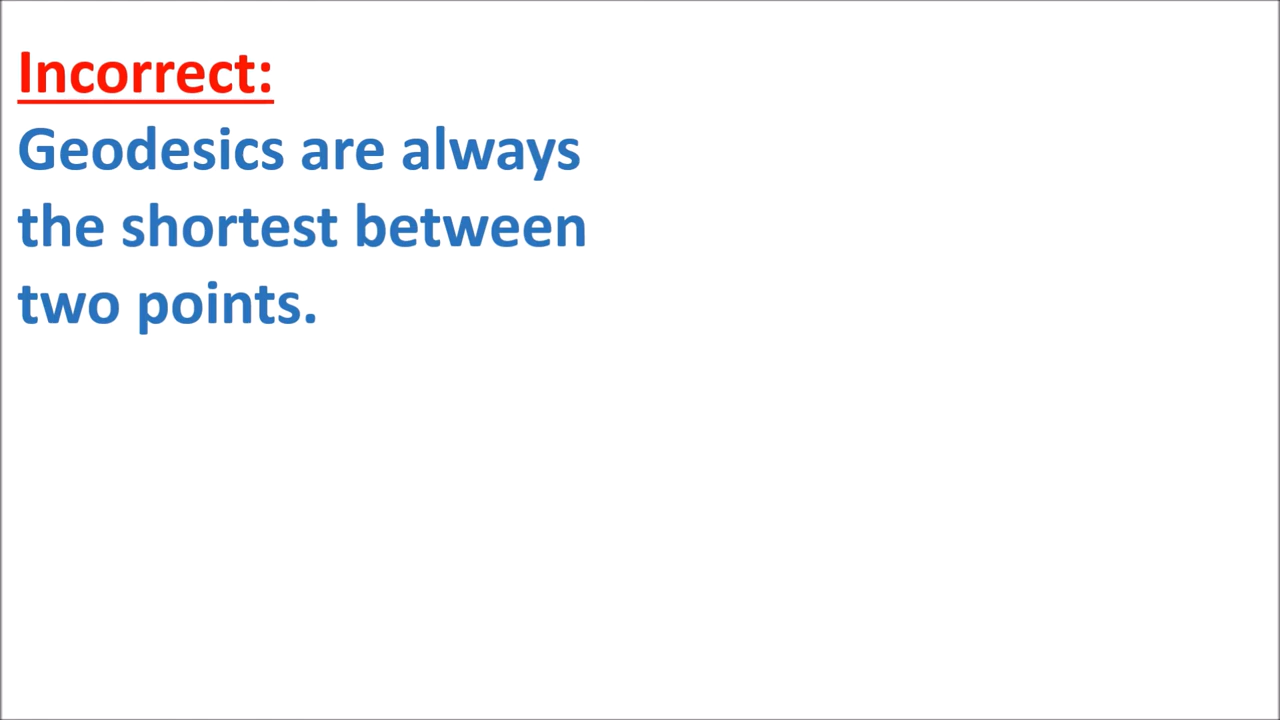 Incorrect:
Geodesics are always
the shortest between
two points.